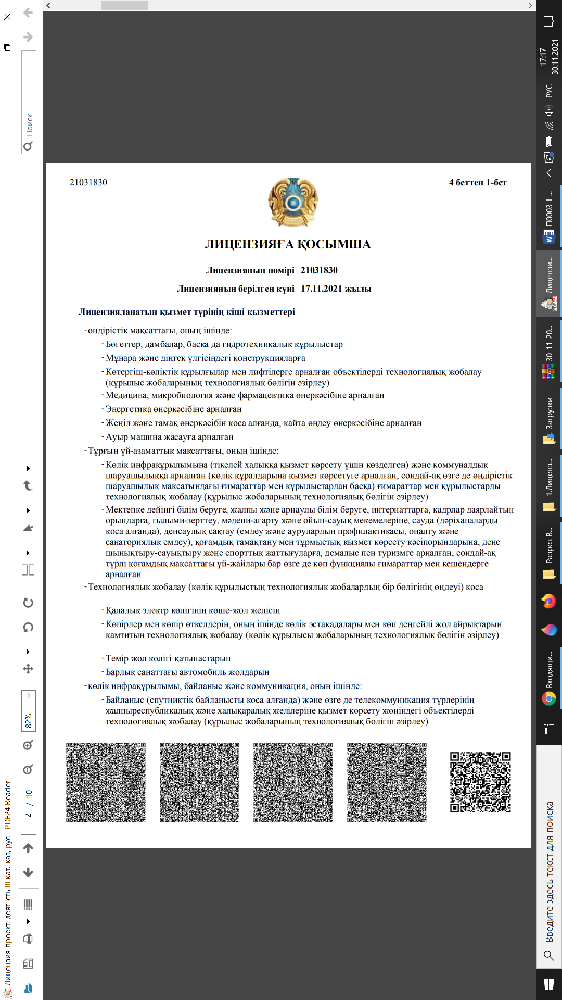 21031830
4 беттен 1-бет
ЛИЦЕНЗИЯҒА ҚОСЫМША
Лицензияның нөмірі 21031830
Лицензияның берілген күні 17.11.2021 жылы
Лицензияланатын қызмет түрінің кіші қызметтері
- өндірістік мақсаттағы, оның ішінде:
- Бөгеттер, дамбалар, басқа да гидротехникалық құрылыстар
- Мұнара және діңгек үлгісіндегі конструкцияларға
- Көтергіш-көліктік құрылғылар мен лифтілерге арналған объектілерді технологиялық жобалау
(құрылыс жобаларының технологиялық бөлігін әзірлеу)
- Медицина, микробиология және фармацевтика өнеркәсібіне арналған
- Энергетика өнеркәсібіне арналған
- Жеңіл және тамақ өнеркәсібін қоса алғанда, қайта өңдеу өнеркәсібіне арналған
- Ауыр машина жасауға арналған
- Тұрғын үй-азаматтық мақсаттағы, оның ішінде:
- Көлік инфрақұрылымына (тікелей халыққа қызмет көрсету үшін көзделген) және коммуналдық
шаруашылыққа арналған (көлік құралдарына қызмет көрсетуге арналған, сондай-ақ өзге де өндірістік
шаруашылық мақсатындағы ғимараттар мен құрылыстардан басқа) ғимараттар мен құрылыстарды
технологиялық жобалау (құрылыс жобаларының технологиялық бөлігін әзірлеу)
- Мектепке дейінгі білім беруге, жалпы және арнаулы білім беруге, интернаттарға, кадрлар даярлайтын
орындарға, ғылыми-зерттеу, мәдени-ағарту және ойын-сауық мекемелеріне, сауда (дәріханаларды
қоса алғанда), денсаулық сақтау (емдеу және аурулардың профилактикасы, оңалту және
санаториялық емдеу), қоғамдық тамақтану мен тұрмыстық қызмет көрсету кәсіпорындарына, дене
шынықтыру-сауықтыру және спорттық жаттығуларға, демалыс пен туризмге арналған, сондай-ақ
түрлі қоғамдық мақсаттағы үй-жайлары бар өзге де көп функциялы ғимараттар мен кешендерге
арналған
- Технологиялық жобалау (көлік құрылыстың технологиялық жобалардың бір бөлігінің өңдеуі) қоса
- Қалалық электр көлігінің көше-жол желісін
- Көпірлер мен көпір өткелдерін, оның ішінде көлік эстакадалары мен көп деңгейлі жол айрықтарын
қамтитын технологиялық жобалау (көлік құрылысы жобаларының технологиялық бөлігін әзірлеу)
- Темір жол көлігі қатынастарын
- Барлық санаттағы автомобиль жолдарын
- көлік инфрақұрылымы, байланыс және коммуникация, оның ішінде:
- Байланыс (спутниктік байланысты қоса алғанда) және өзге де телекоммуникация түрлерінің
жалпыреспубликалық және халықаралық желілеріне қызмет көрсету жөніндегі объектілерді
технологиялық жобалау (құрылыс жобаларының технологиялық бөлігін әзірлеу)
Лицензия проект. деят-сть III кат._каз, рус - PDF24 Reader
2 / 10
82%
Поиск
Введите здесь текст для поиска
Входящи...
Разрез В...
1.Лиценз...
Загрузки
30-11-20...
Лицензи...
П0003-I-...
РУС
17:17
30.11.2021